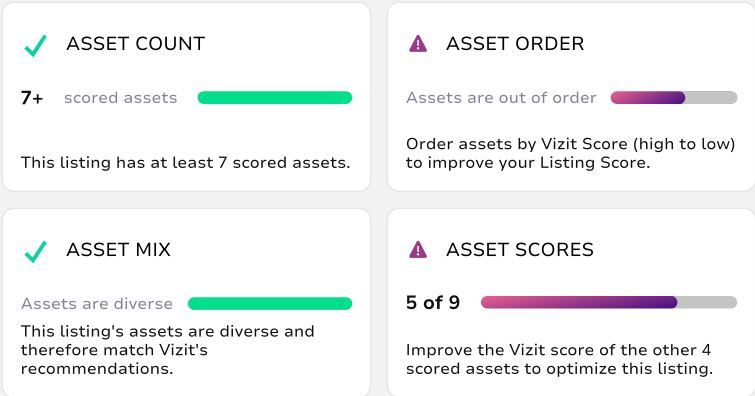 ASSET COUNT
7+ scored assets
This listing has at least 7 scored assets.
ASSET ORDER
Assets are out of order
Order assets by Vizit Score (high to low)
to improve your Listing Score.
ASSET MIX
Assets are diverse
This listing's assets are diverse and
therefore match Vizit's
recommendations.
ASSET SCORES
5 of 9
Improve the Vizit score of the other 4
scored assets to optimize this listing.